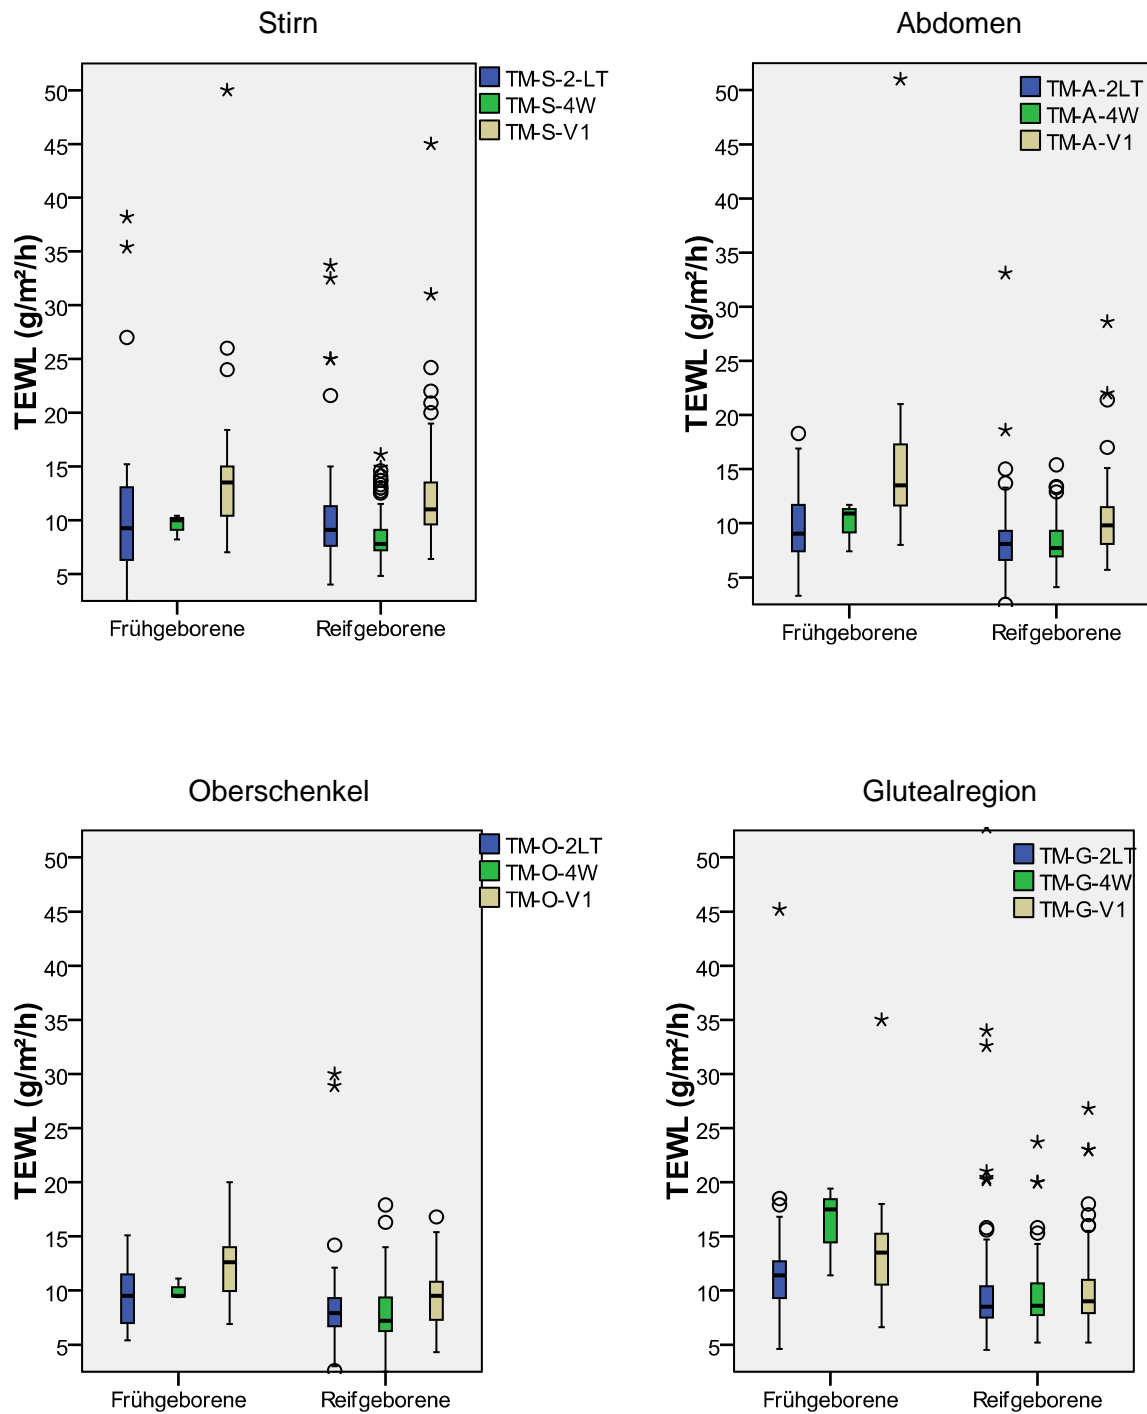 Stirn
TEWL (g/m²/h)
50
45
40
35
30
25
20
15
10
5
Frühgeborene
Reifgeborene
TM-S-2-LT
TM-S-4W
TM-S-V1
Abdomen
TEWL (g/m²/h)
50
45
40
35
30
25
20
15
10
5
Frühgeborene
Reifgeborene
TM-A-2LT
TM-A-4W
TM-A-V1
Oberschenkel
TEWL (g/m²/h)
50
45
40
35
30
25
20
15
10
5
Frühgeborene
Reifgeborene
TM-O-2LT
TM-O-4W
TM-O-V1
Glutealregion
TEWL (g/m²/h)
50
45
40
35
30
25
20
15
10
5
Frühgeborene
Reifgeborene
TM-G-2LT
TM-G-4W
TM-G-V1